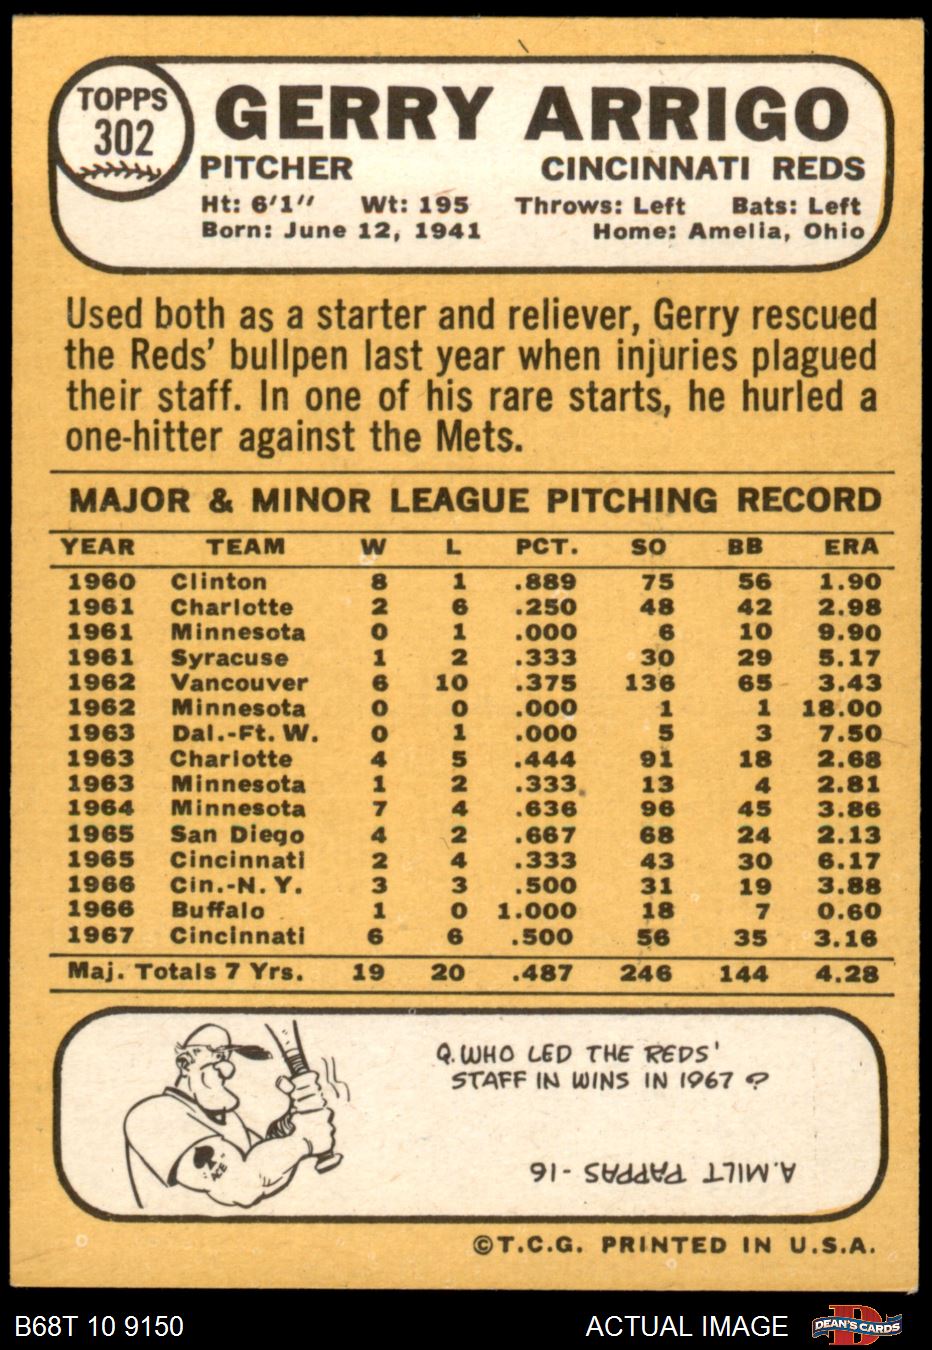 TOPPS
302
GERRY ARRIGO
PITCHER CINCINNATI REDS
Ht: 6'1" Wt: 195 Throws: Left Bats: Left
Born: June 12, 1941 Home: Amelia, Ohio
Used both as a starter and reliever, Gerry rescued
the Reds' bullpen last year when injuries plagued
their staff. In one of his rare starts, he hurled a
one-hitter against the Mets.
MAJOR & MINOR LEAGUE PITCHING RECORD
YEAR TEAM W L PCT. SO BB ERA
1960 Clinton 8 1 .889 75 56 1.90
1961 Charlotte 2 6 .250 48 42 2.98
1961 Minnesota 0 1 .000 6 10 9.90
1961 Syracuse 1 2 .333 30 29 5.17
1962 Vancouver 6 10 .375 136 65 3.43
1962 Minnesota 0 0 .000 1 1 18.00
1963 Dal.-Ft. W. 0 1 .000 5 3 7.50
1963 Charlotte 4 5 .444 91 18 2.68
1963 Minnesota 1 2 .333 13 4 2.81
1964 Minnesota 7 4 .636 96 45 3.86
1965 San Diego 4 2 .667 68 24 2.13
1965 Cincinnati 2 4 .333 43 30 6.17
1966 Cin.-N. Y. 3 3 .500 31 19 3.88
1966 Buffalo 1 0 1.000 18 7 0.60
1967 Cincinnati 6 6 .500 56 35 3.16
Maj. Totals 7 Yrs. 19 20 .487 246 144 4.28
Q. WHO LED THE REDS'
STAFF IN WINS IN 1967 ?
A. MILT PAPPAS - 16
ACE
©T.C.G. PRINTED IN U.S.A.
B68T 10 9150 ACTUAL IMAGE DEAN'S CARDS